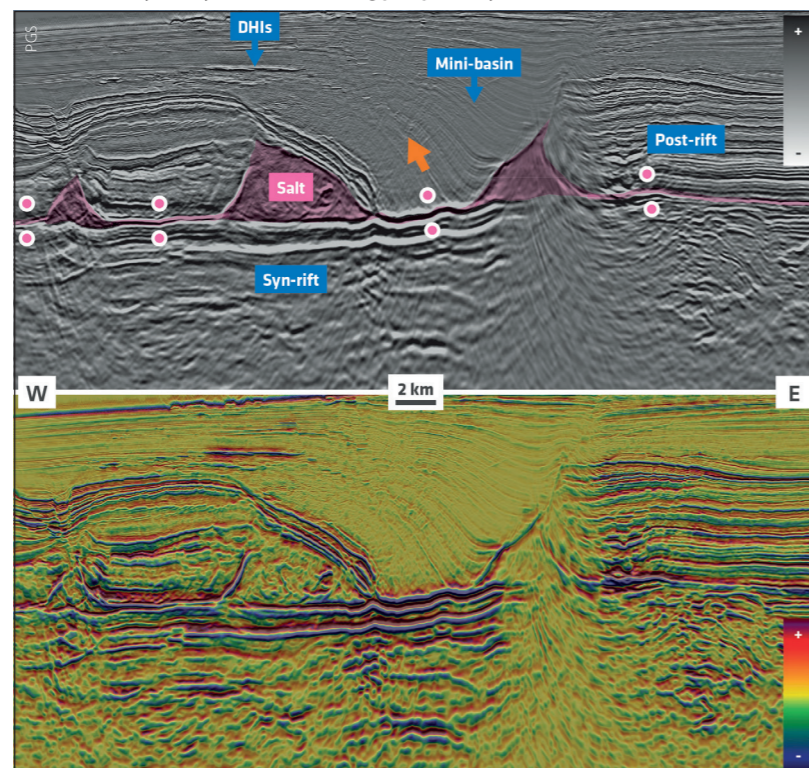 PGS
DHIs
+
Mini-basin
Post-rift
-
Salt
Syn-rift
W
2 km
E
+
-